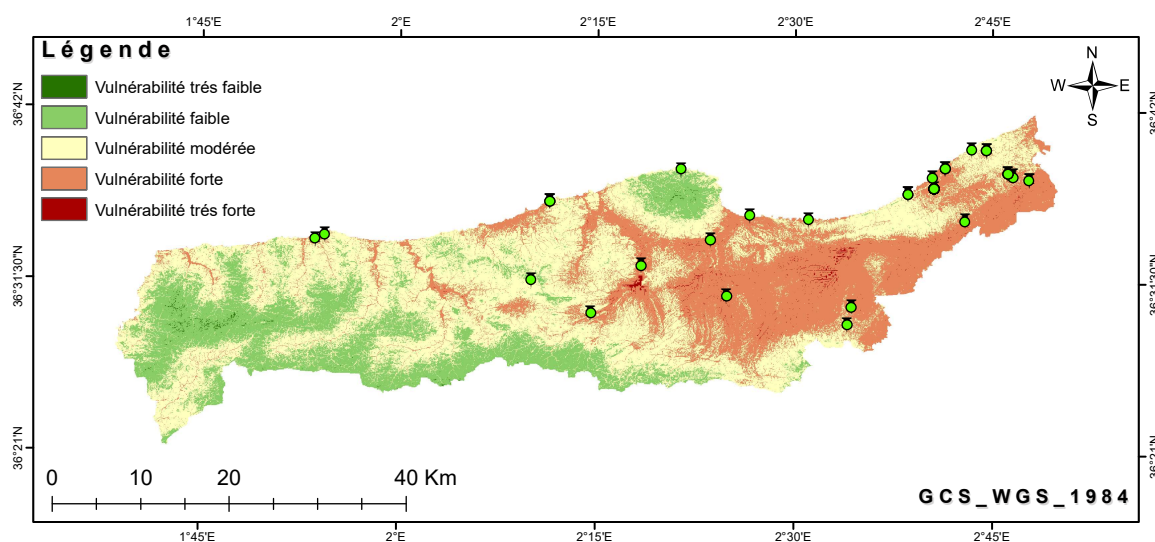 1°45'E 2°E 2°15'E 2°30'E 2°45'E
Légende
Vulnérabilité trés faible
Vulnérabilité faible
Vulnérabilité modérée
Vulnérabilité forte
Vulnérabilité trés forte
N
W E
S
36°42'N
36°42'N
36°31'30"N
36°31'30"N
36°21'N
36°21'N
0 10 20 40 Km
GCS_WGS_1984
1°45'E 2°E 2°15'E 2°30'E 2°45'E